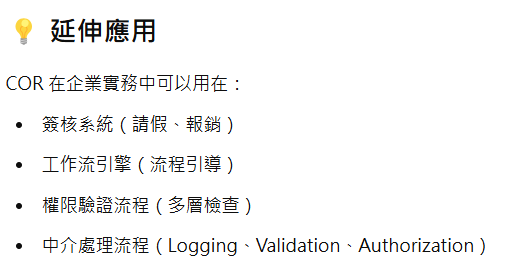 💡 延伸應用
COR 在企業實務中可以用在：
• 簽核系統（請假、報銷）
• 工作流引擎（流程引導）
• 權限驗證流程（多層檢查）
• 中介處理流程（Logging、Validation、Authorization）